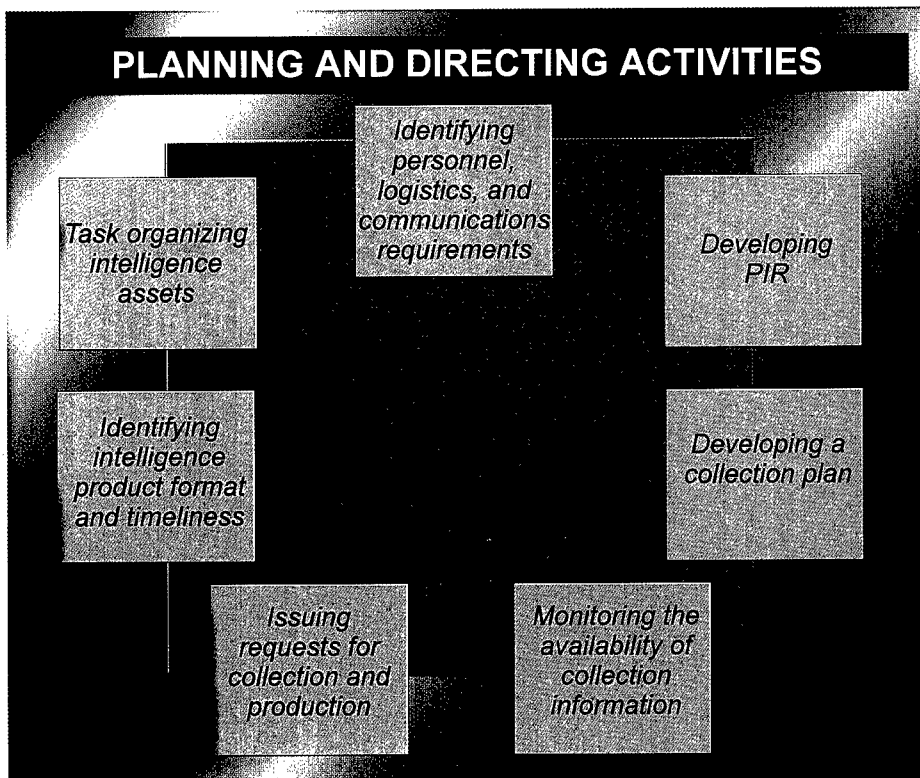 PLANNING AND DIRECTING ACTIVITIES
Identifying
personnel,
logistics, and
communications
requirements
Task organizing
intelligence
assets
Developing
PIR
Identifying
intelligence
product format
and timeliness
Developing a
collection plan
Issuing
requests for
collection and
production
Monitoring the
availability of
collection
information